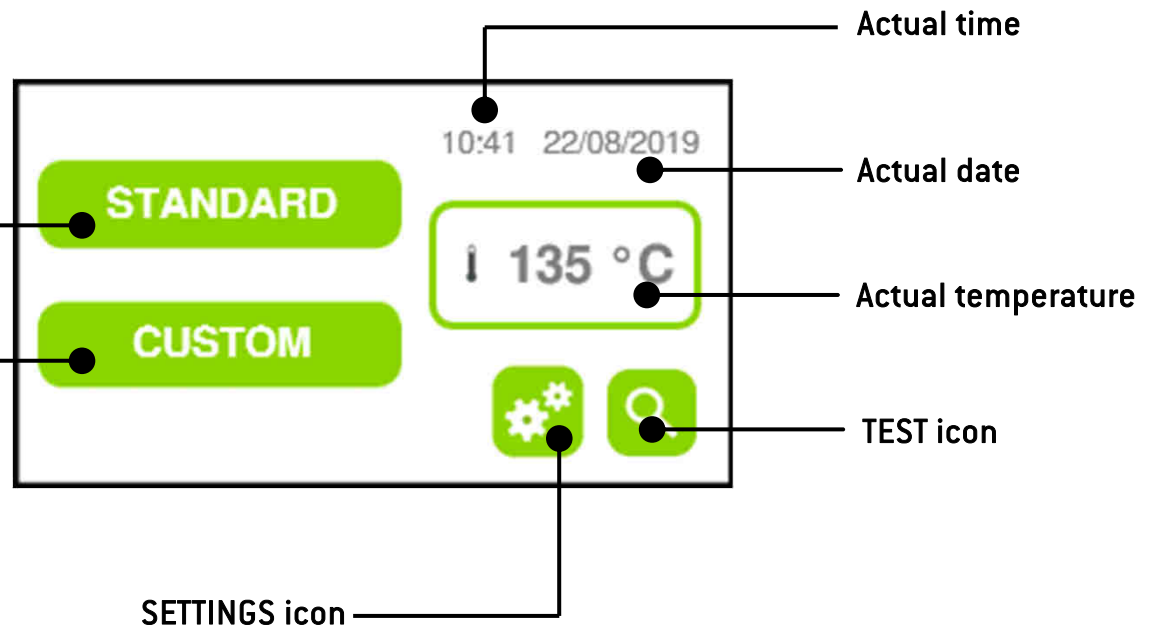 Actual time
10:41 22/08/2019
Actual date
STANDARD
135 °C
Actual temperature
CUSTOM
TEST icon
SETTINGS icon